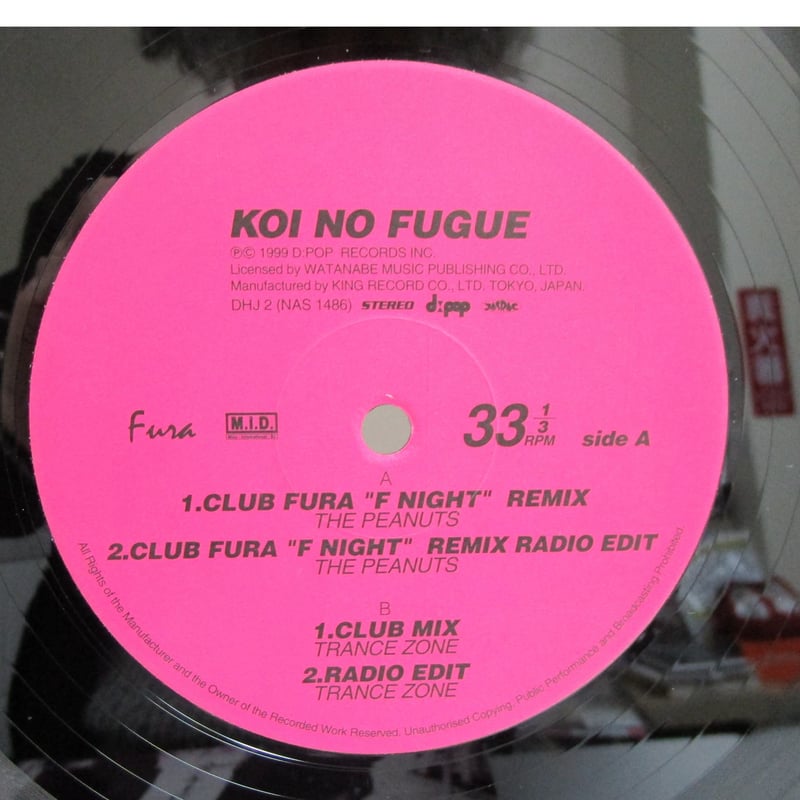 KOI NO FUGUE
℗© 1999 D:POP RECORDS INC.
Licensed by WATANABE MUSIC PUBLISHING CO., LTD.
Manufactured by KING RECORD CO., LTD. TOKYO, JAPAN.
DHJ 2 (NAS 1486) STEREO d:pop JASRAC
Fura M.I.D. 33 1/3 RPM side A
A
1.CLUB FURA "F NIGHT" REMIX
THE PEANUTS
2.CLUB FURA "F NIGHT" REMIX RADIO EDIT
THE PEANUTS
B
1.CLUB MIX
TRANCE ZONE
2.RADIO EDIT
TRANCE ZONE
All Rights of the Manufacturer and the Owner of the Recorded Work Reserved. Unauthorised Copying, Public Performance and Broadcasting Prohibited.